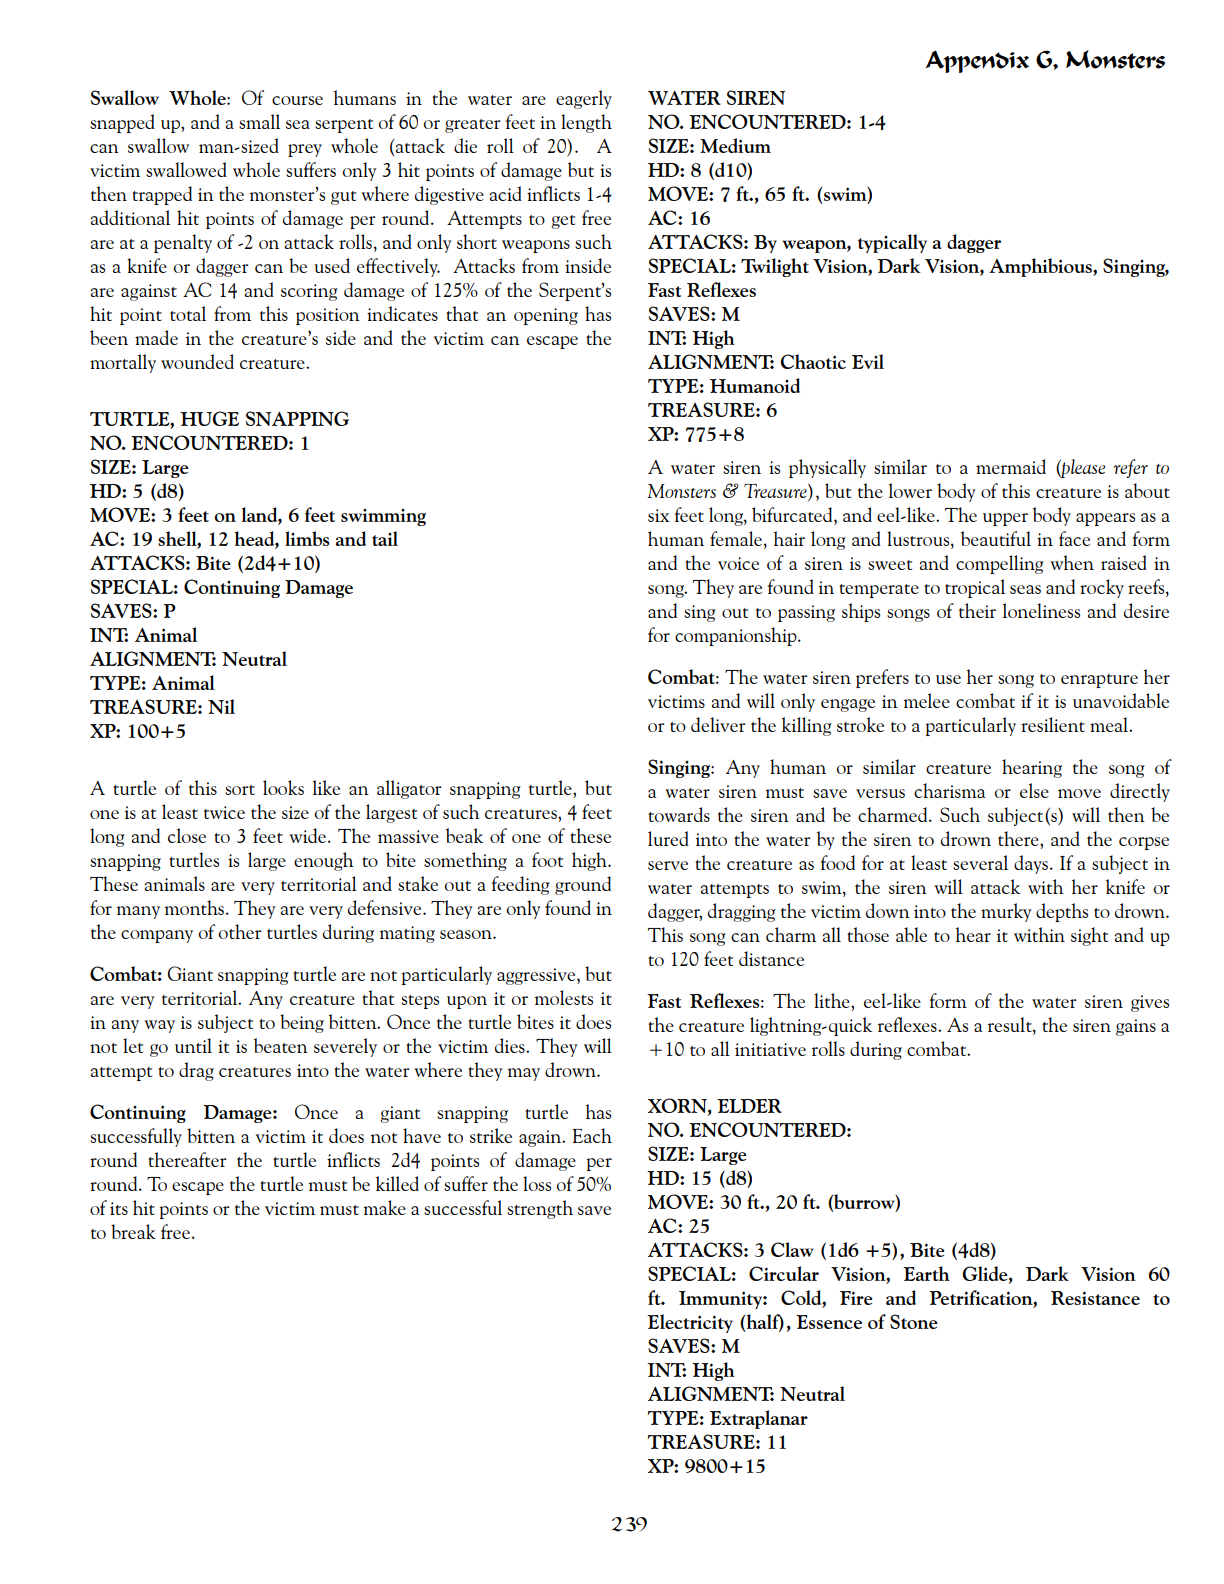 Appendix G, Monsters
Swallow Whole: Of course humans in the water are eagerly
snapped up, and a small sea serpent of 60 or greater feet in length
can swallow man-sized prey whole (attack die roll of 20). A
victim swallowed whole suffers only 3 hit points of damage but is
then trapped in the monster's gut where digestive acid inflicts 1-4
additional hit points of damage per round. Attempts to get free
are at a penalty of -2 on attack rolls, and only short weapons such
as a knife or dagger can be used effectively. Attacks from inside
are against AC 14 and scoring damage of 125% of the Serpent's
hit point total from this position indicates that an opening has
been made in the creature's side and the victim can escape the
mortally wounded creature.
TURTLE, HUGE SNAPPING
NO. ENCOUNTERED: 1
SIZE: Large
HD: 5 (d8)
MOVE: 3 feet on land, 6 feet swimming
AC: 19 shell, 12 head, limbs and tail
ATTACKS: Bite (2d4+10)
SPECIAL: Continuing Damage
SAVES: P
INT: Animal
ALIGNMENT: Neutral
TYPE: Animal
TREASURE: Nil
XP: 100+5
A turtle of this sort looks like an alligator snapping turtle, but
one is at least twice the size of the largest of such creatures, 4 feet
long and close to 3 feet wide. The massive beak of one of these
snapping turtles is large enough to bite something a foot high.
These animals are very territorial and stake out a feeding ground
for many months. They are very defensive. They are only found in
the company of other turtles during mating season.
Combat: Giant snapping turtle are not particularly aggressive, but
are very territorial. Any creature that steps upon it or molests it
in any way is subject to being bitten. Once the turtle bites it does
not let go until it is beaten severely or the victim dies. They will
attempt to drag creatures into the water where they may drown.
Continuing Damage: Once a giant snapping turtle has
successfully bitten a victim it does not have to strike again. Each
round thereafter the turtle inflicts 2d4 points of damage per
round. To escape the turtle must be killed of suffer the loss of 50%
of its hit points or the victim must make a successful strength save
to break free.
WATER SIREN
NO. ENCOUNTERED: 1-4
SIZE: Medium
HD: 8 (d10)
MOVE: 7 ft., 65 ft. (swim)
AC: 16
ATTACKS: By weapon, typically a dagger
SPECIAL: Twilight Vision, Dark Vision, Amphibious, Singing,
Fast Reflexes
SAVES: M
INT: High
ALIGNMENT: Chaotic Evil
TYPE: Humanoid
TREASURE: 6
XP: 775+8
A water siren is physically similar to a mermaid (please refer to
Monsters & Treasure), but the lower body of this creature is about
six feet long, bifurcated, and eel-like. The upper body appears as a
human female, hair long and lustrous, beautiful in face and form
and the voice of a siren is sweet and compelling when raised in
song. They are found in temperate to tropical seas and rocky reefs,
and sing out to passing ships songs of their loneliness and desire
for companionship.
Combat: The water siren prefers to use her song to enrapture her
victims and will only engage in melee combat if it is unavoidable
or to deliver the killing stroke to a particularly resilient meal.
Singing: Any human or similar creature hearing the song of
a water siren must save versus charisma or else move directly
towards the siren and be charmed. Such subject(s) will then be
lured into the water by the siren to drown there, and the corpse
serve the creature as food for at least several days. If a subject in
water attempts to swim, the siren will attack with her knife or
dagger, dragging the victim down into the murky depths to drown.
This song can charm all those able to hear it within sight and up
to 120 feet distance
Fast Reflexes: The lithe, eel-like form of the water siren gives
the creature lightning-quick reflexes. As a result, the siren gains a
+10 to all initiative rolls during combat.
XORN, ELDER
NO. ENCOUNTERED:
SIZE: Large
HD: 15 (d8)
MOVE: 30 ft., 20 ft. (burrow)
AC: 25
ATTACKS: 3 Claw (1d6 +5), Bite (4d8)
SPECIAL: Circular Vision, Earth Glide, Dark Vision 60
ft. Immunity: Cold, Fire and Petrification, Resistance to
Electricity (half), Essence of Stone
SAVES: M
INT: High
ALIGNMENT: Neutral
TYPE: Extraplanar
TREASURE: 11
XP: 9800+15
239